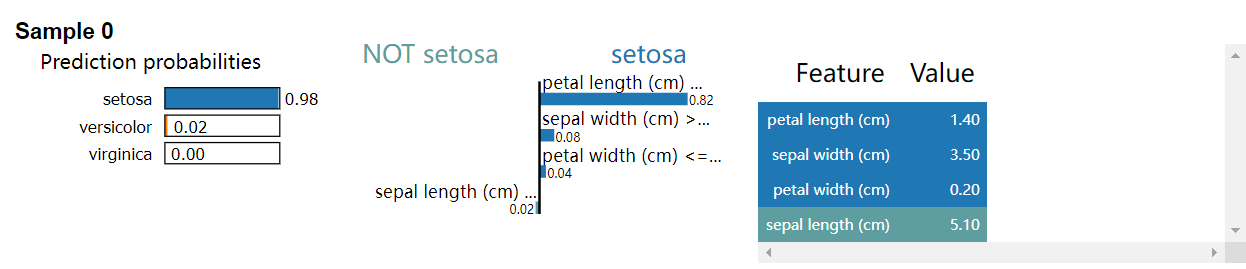 Sample 0
Prediction probabilities
setosa 0.98
versicolor 0.02
virginica 0.00
NOT setosa setosa
petal length (cm) ...
0.82
sepal width (cm) >...
0.08
petal width (cm) <=...
0.04
sepal length (cm) ...
0.02
Feature Value
petal length (cm) 1.40
sepal width (cm) 3.50
petal width (cm) 0.20
sepal length (cm) 5.10